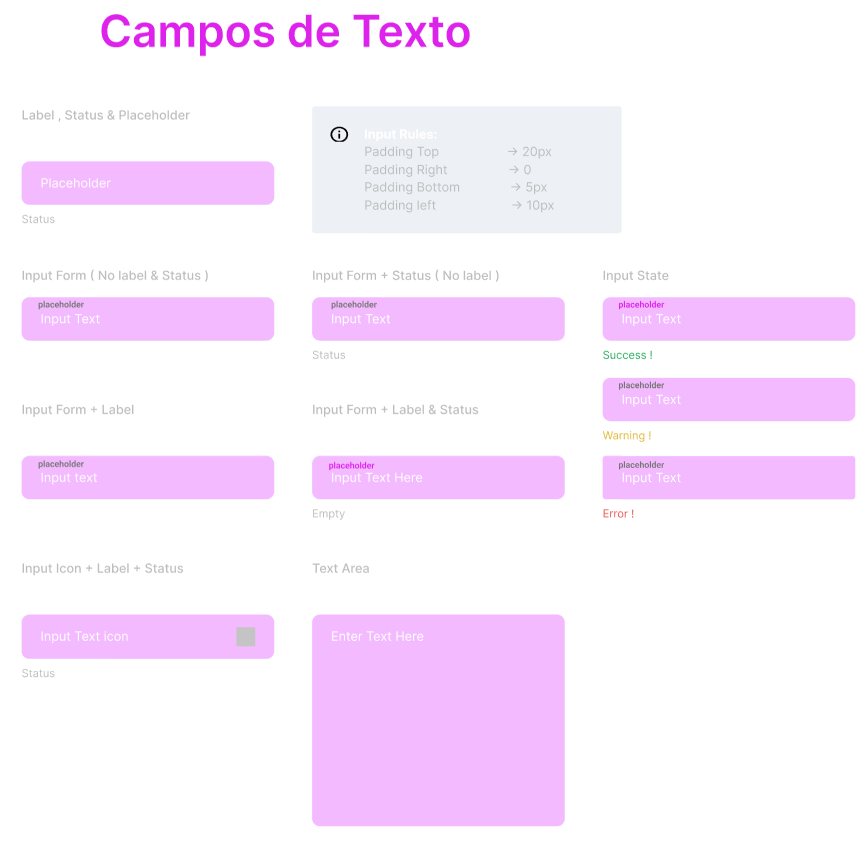 Campos de Texto
Label , Status & Placeholder
Placeholder
Status
Input Rules:
Padding Top → 20px
Padding Right → 0
Padding Bottom → 5px
Padding left → 10px
Input Form ( No label & Status )
placeholder
Input Text
Input Form + Status ( No label )
placeholder
Input Text
Status
Input State
placeholder
Input Text
Success !
placeholder
Input Text
Warning !
placeholder
Input Text
Error !
Input Form + Label
placeholder
Input text
Input Form + Label & Status
placeholder
Input Text Here
Empty
Input Icon + Label + Status
Input Text icon
Status
Text Area
Enter Text Here